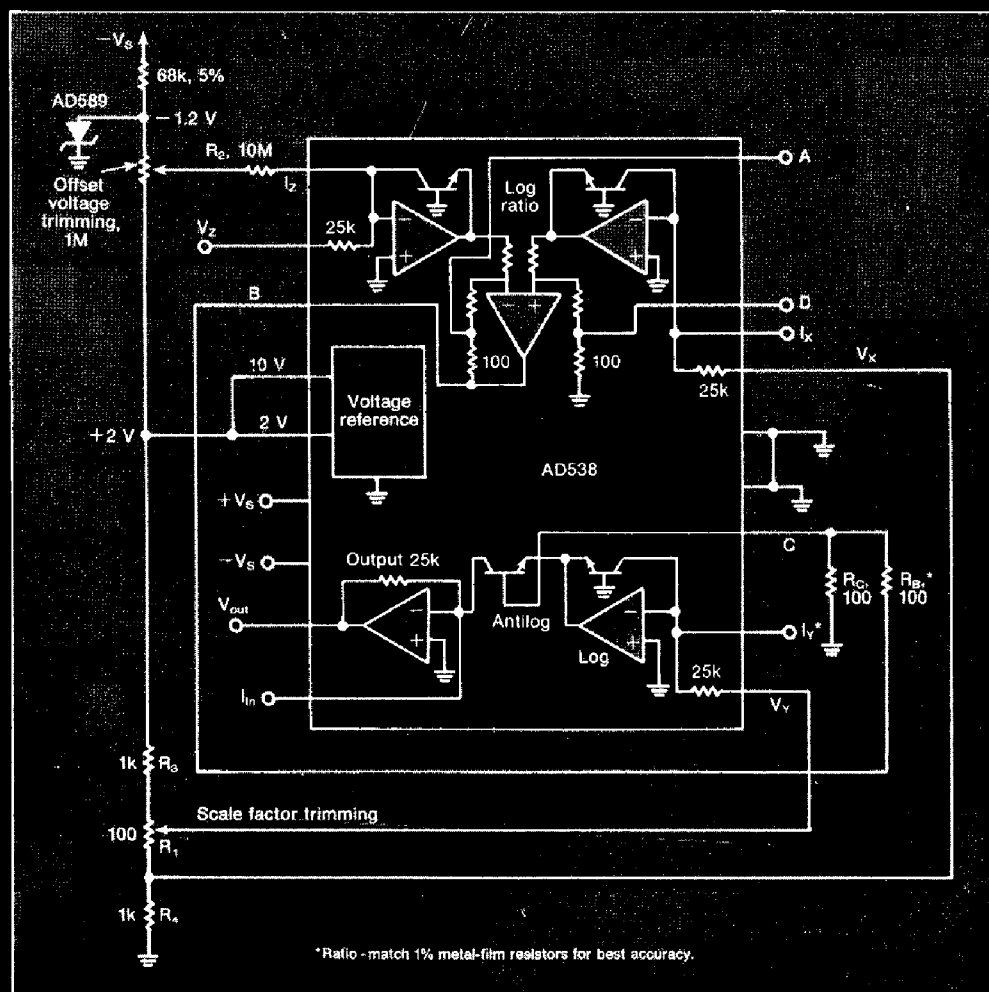 −Vs
68k, 5%
AD589
−1.2 V
R2, 10M
IZ
Offset
voltage
trimming,
1M
VZ
25k
Log
ratio
A
B
D
IX
100
100
VX
25k
10 V
Voltage
reference
2 V
+2 V
AD538
+Vs
−Vs
C
Output 25k
RC,
100
RB,*
100
Vout
Antilog
IY*
Log
25k
IIn
VY
1k R3
Scale factor trimming
100
R1
1k R4
*Ratio-match 1% metal-film resistors for best accuracy.